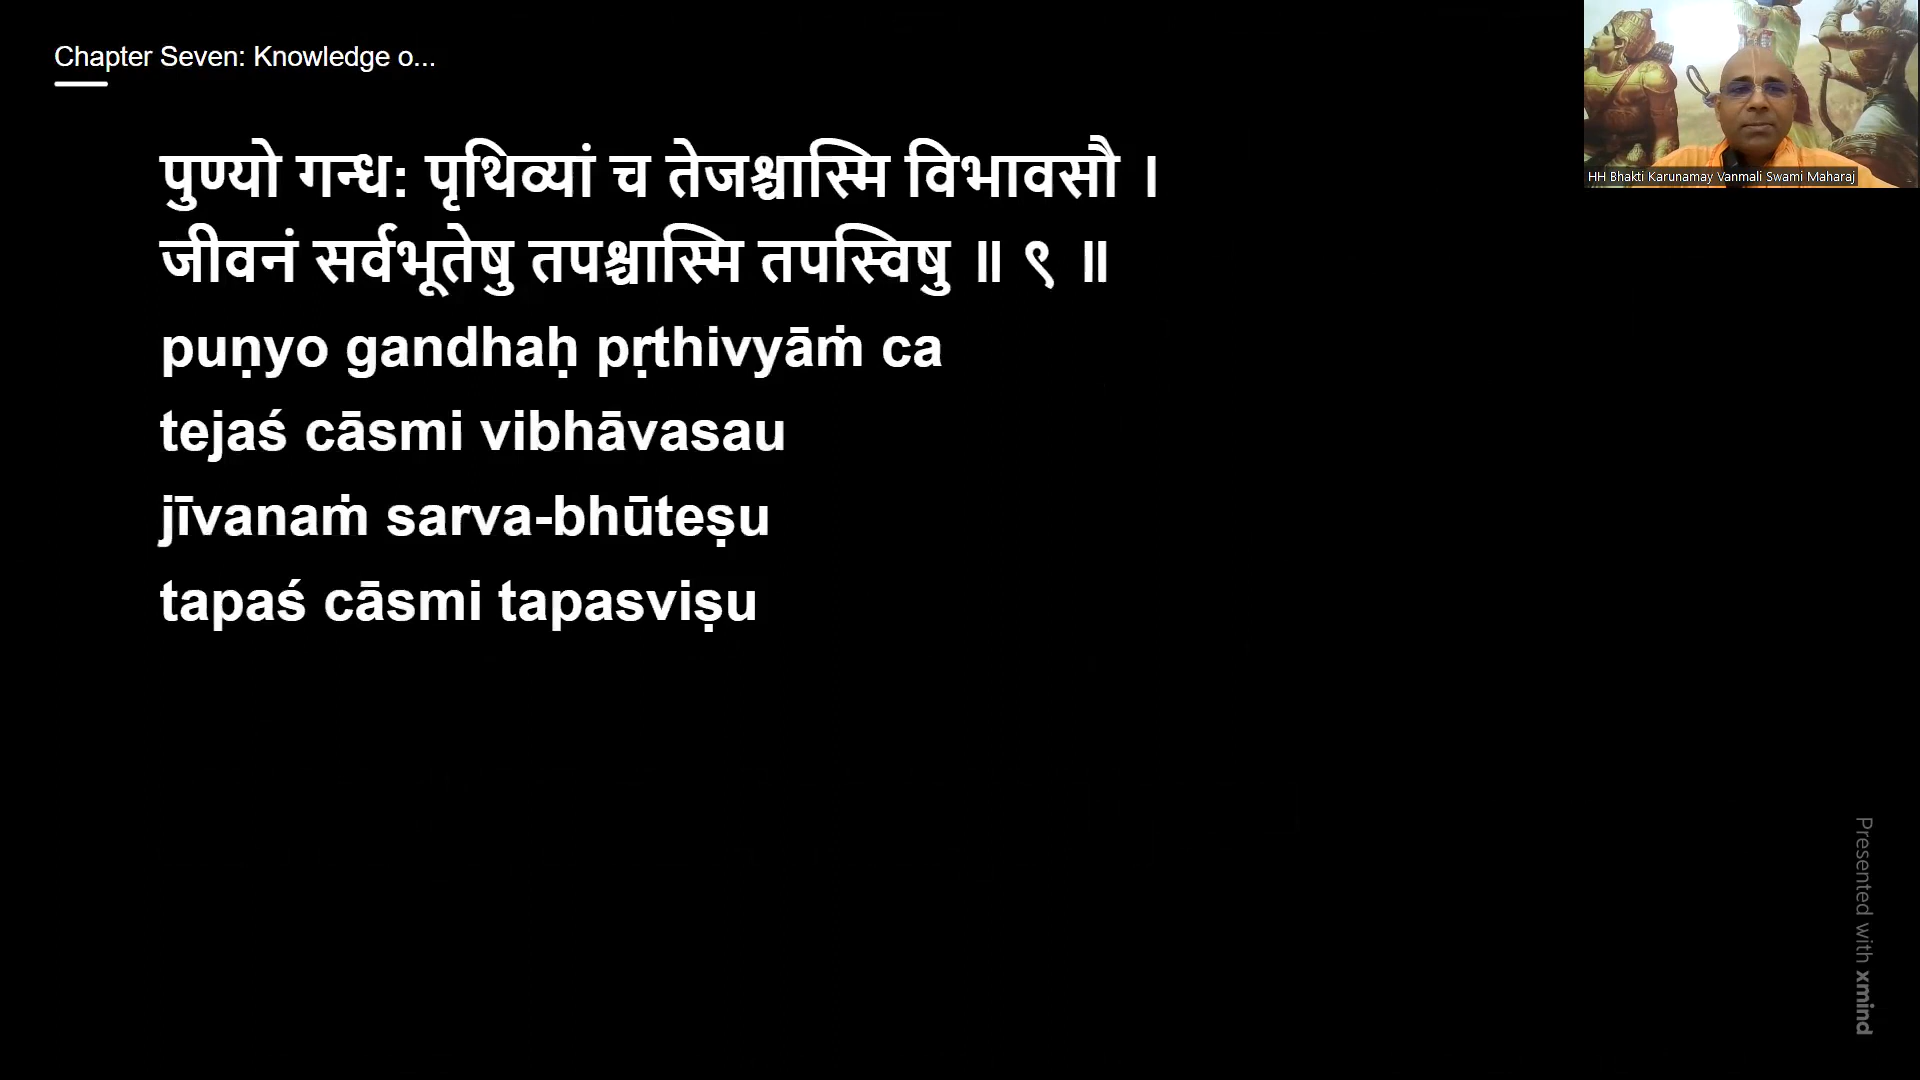 Chapter Seven: Knowledge o...
पुण्यो गन्ध: पृथिव्यां च तेजश्चास्मि विभावसौ ।
जीवनं सर्वभूतेषु तपश्चास्मि तपस्विषु ॥ ९ ॥
puṇyo gandhaḥ pṛthivyāṁ ca
tejaś cāsmi vibhāvasau
jīvanaṁ sarva-bhūteṣu
tapaś cāsmi tapasviṣu
HH Bhakti Karunamay Vanmali Swami Maharaj
Presented with xmind